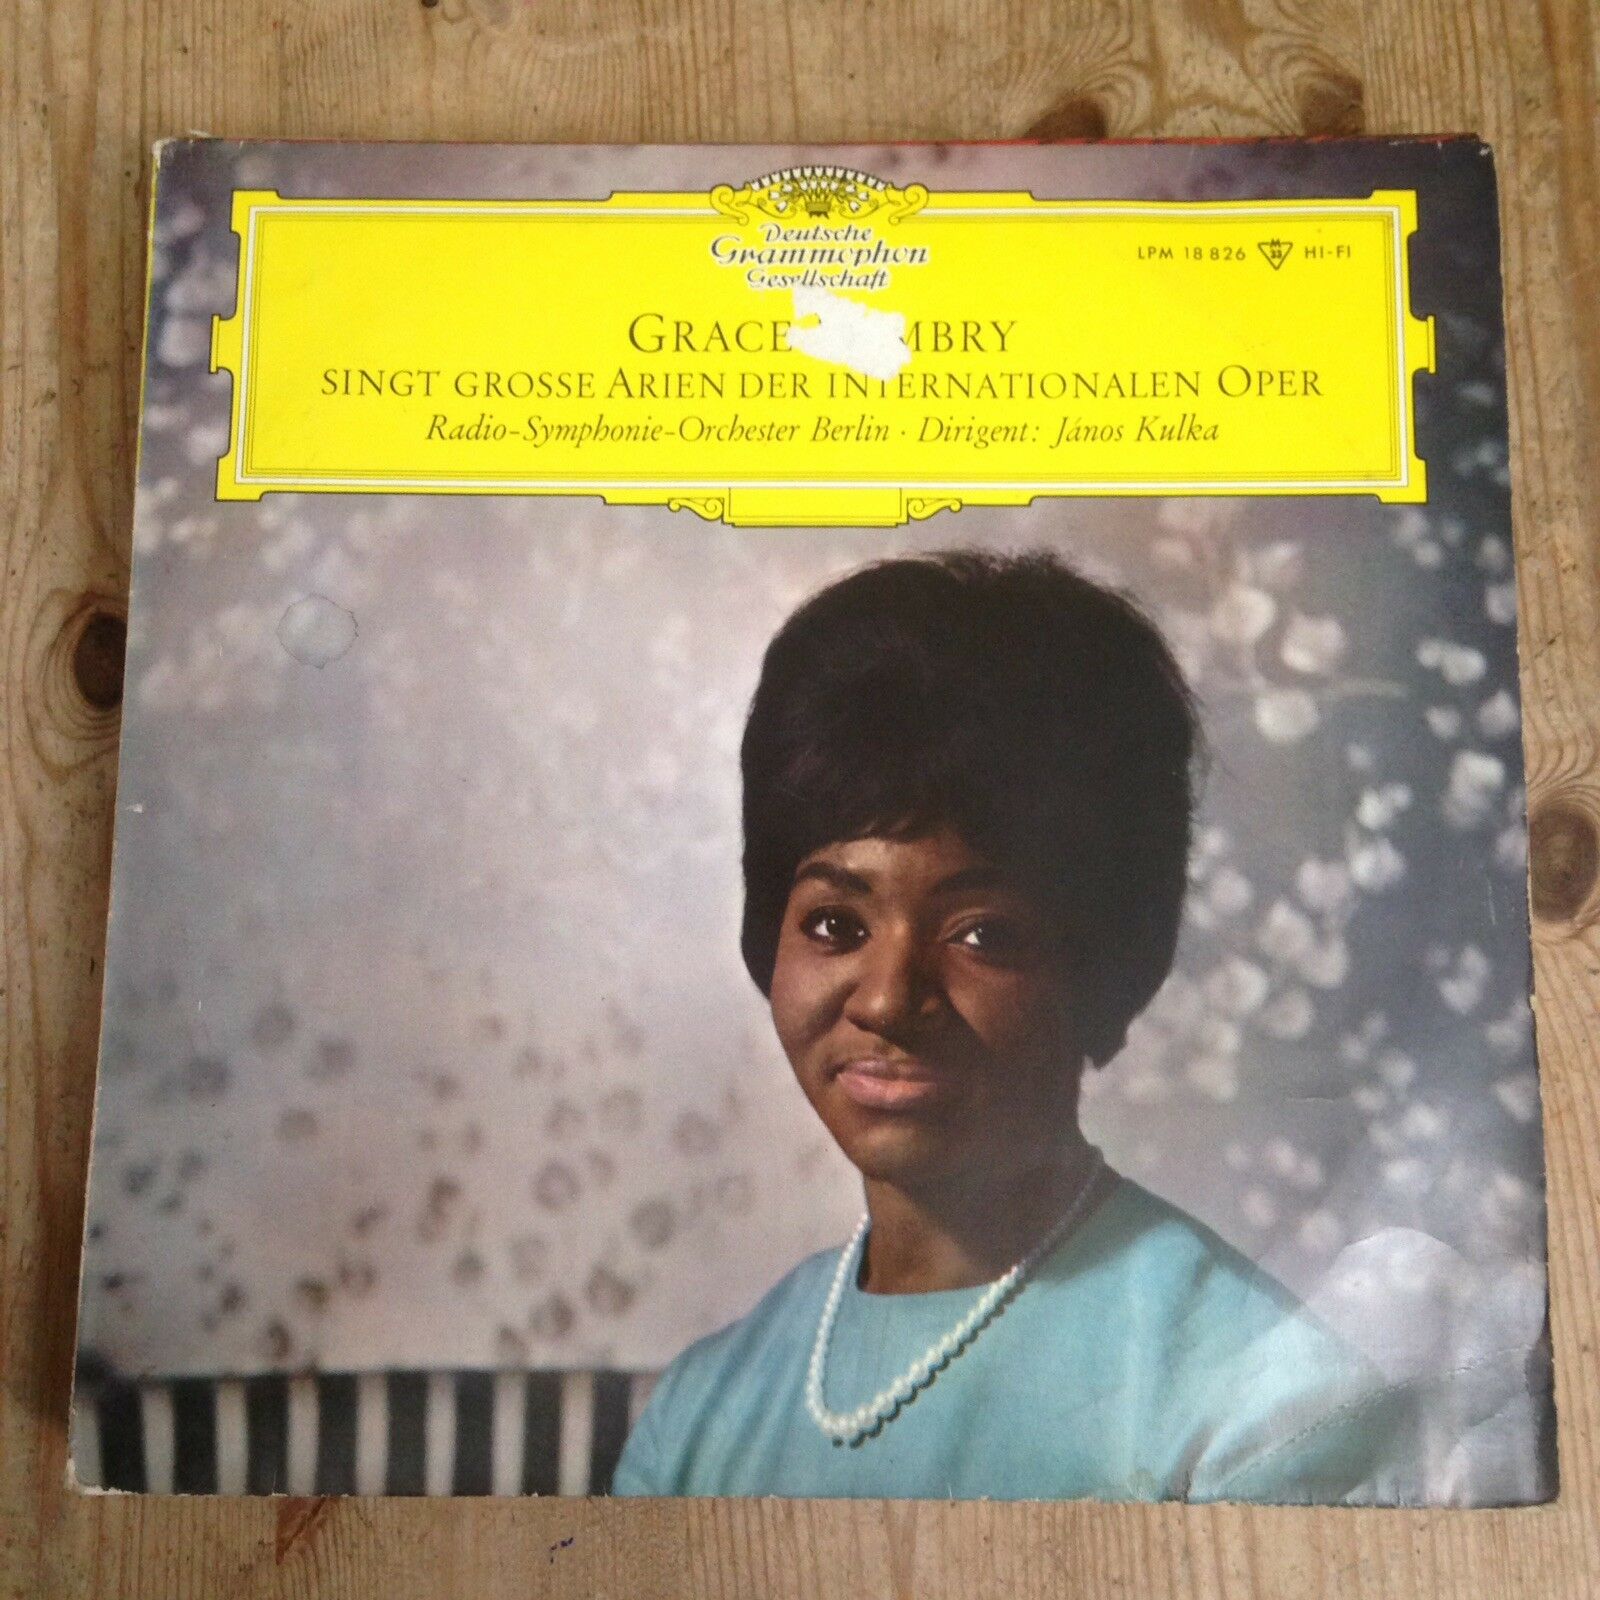 Deutsche
Grammophon
Gesellschaft
LPM 18 826 M 33 HI-FI
GRACE MBRY
SINGT GROSSE ARIEN DER INTERNATIONALEN OPER
Radio-Symphonie-Orchester Berlin · Dirigent: János Kulka